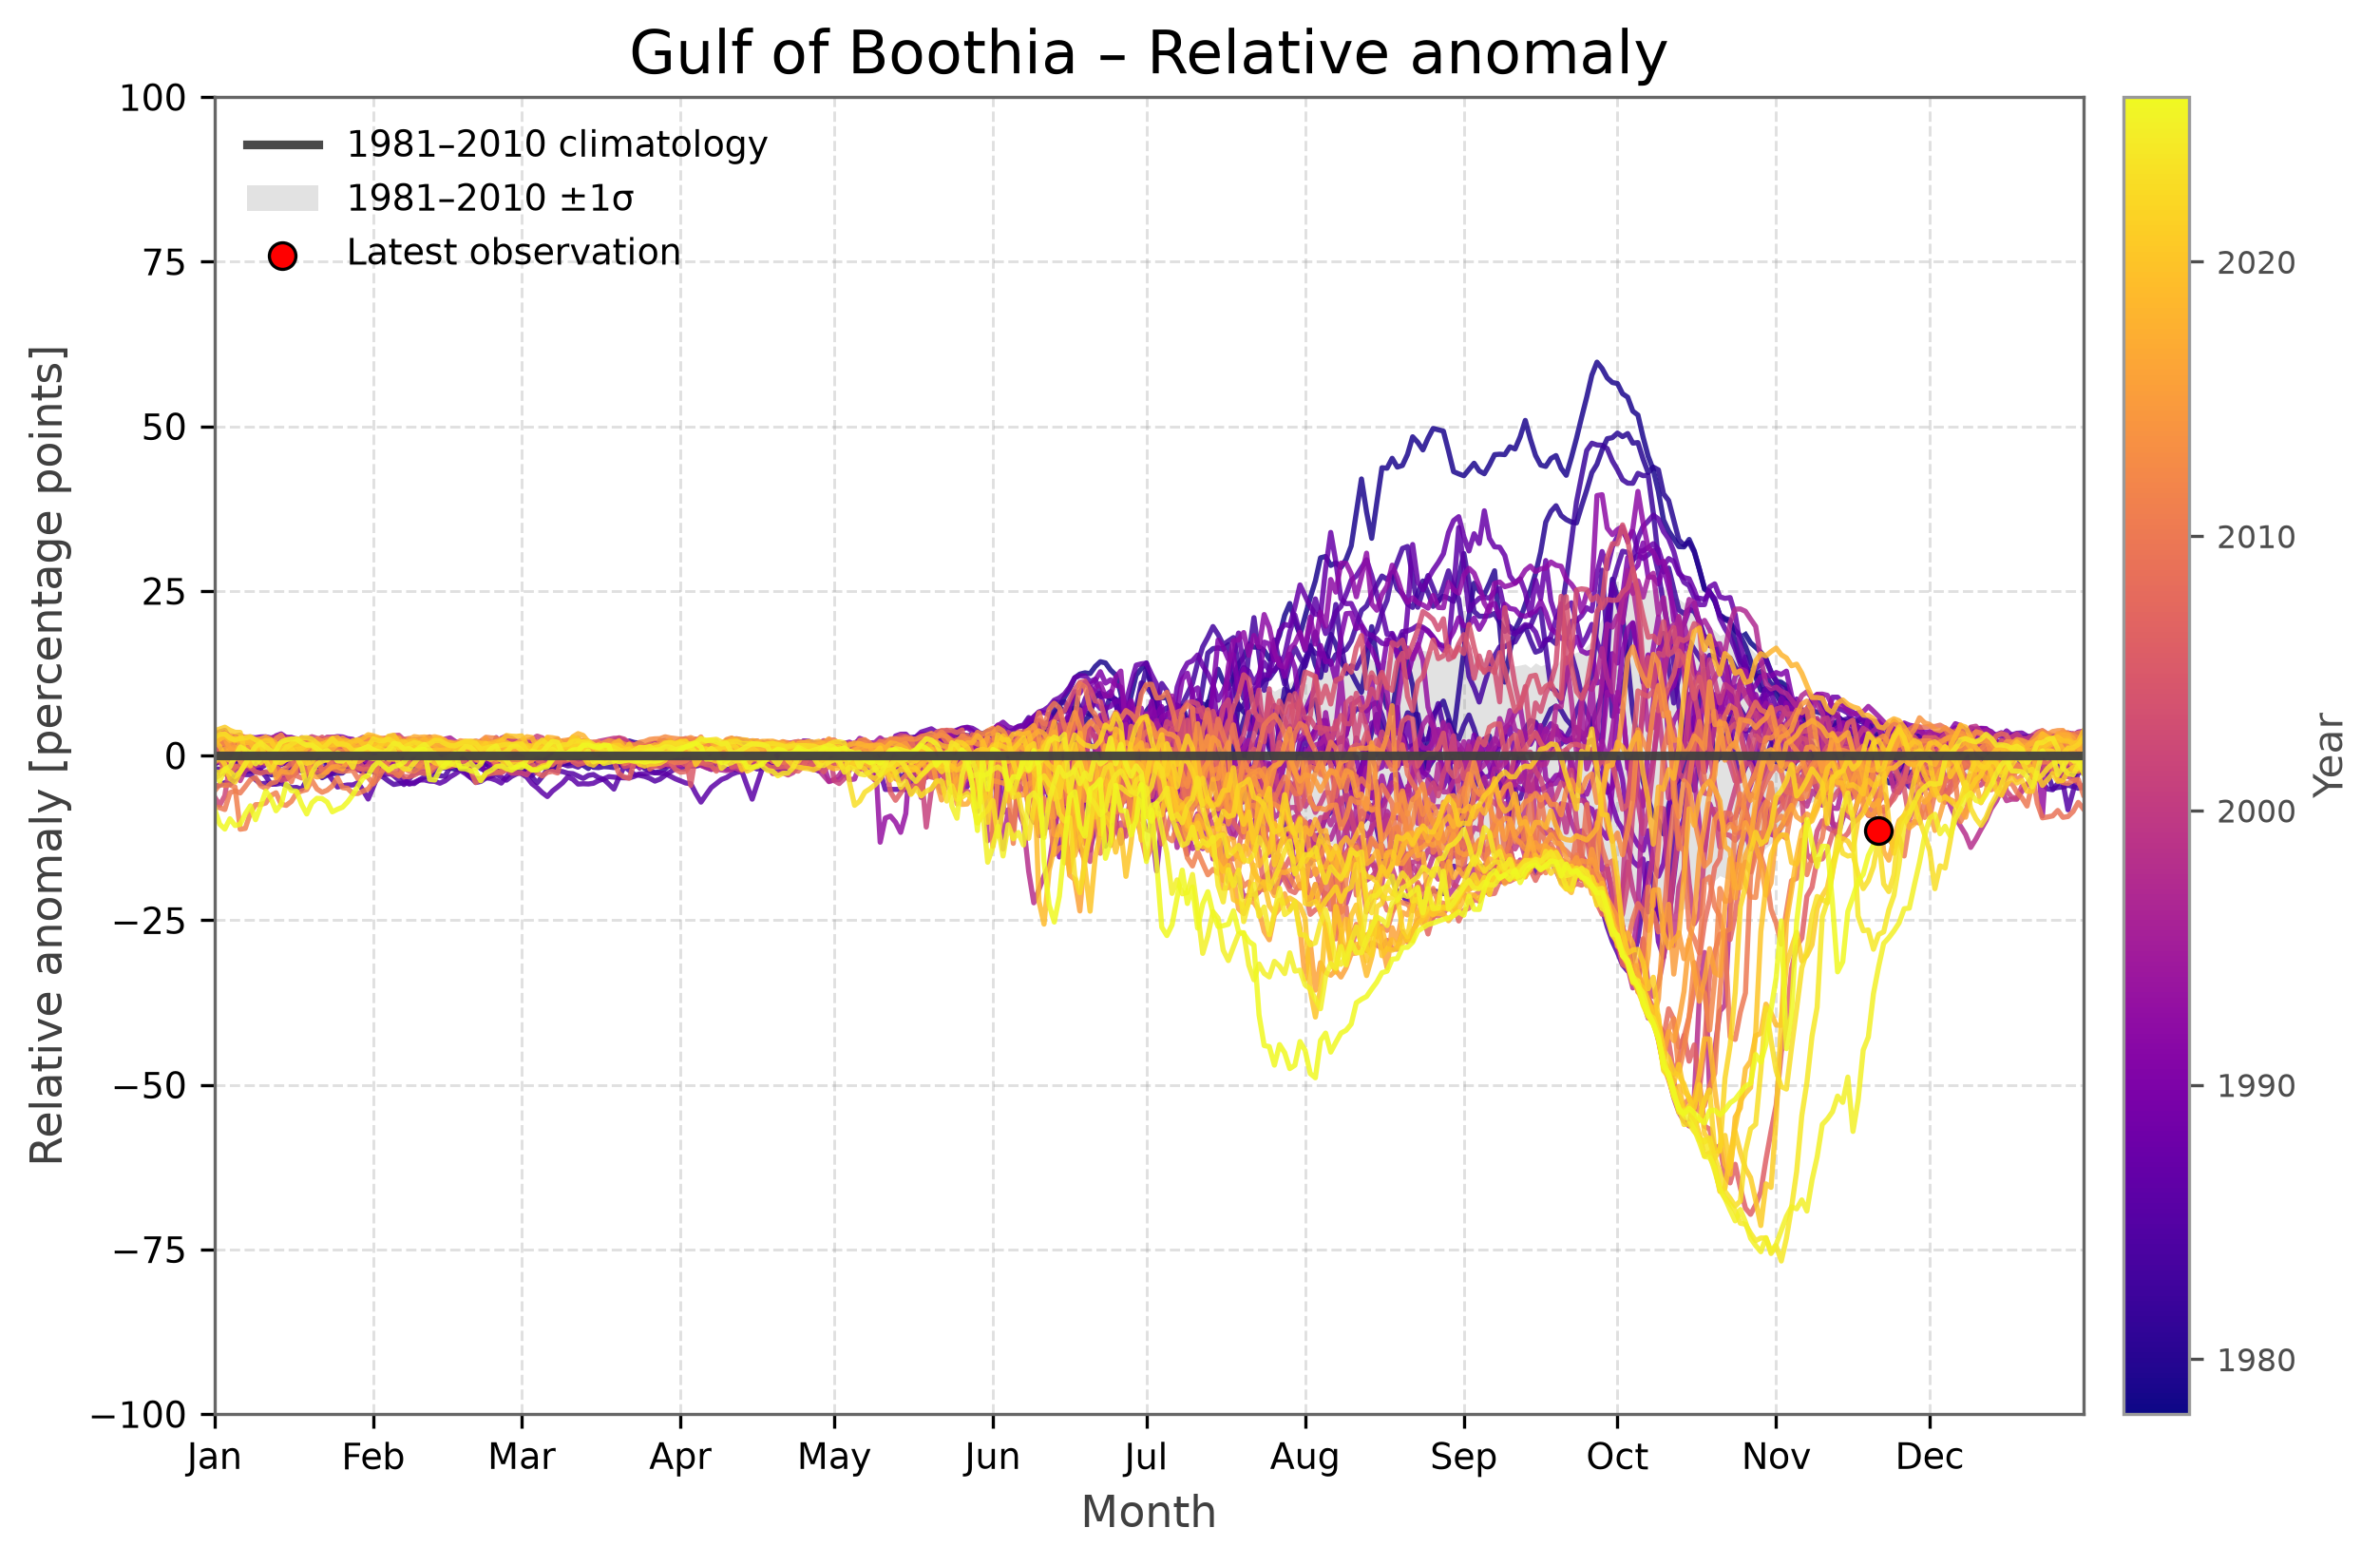 Gulf of Boothia – Relative anomaly
1981–2010 climatology
1981–2010 ±1σ
Latest observation
Relative anomaly [percentage points]
100
75
50
25
0
−25
−50
−75
−100
Jan Feb Mar Apr May Jun Jul Aug Sep Oct Nov Dec
Month
2020
2010
2000
1990
1980
Year